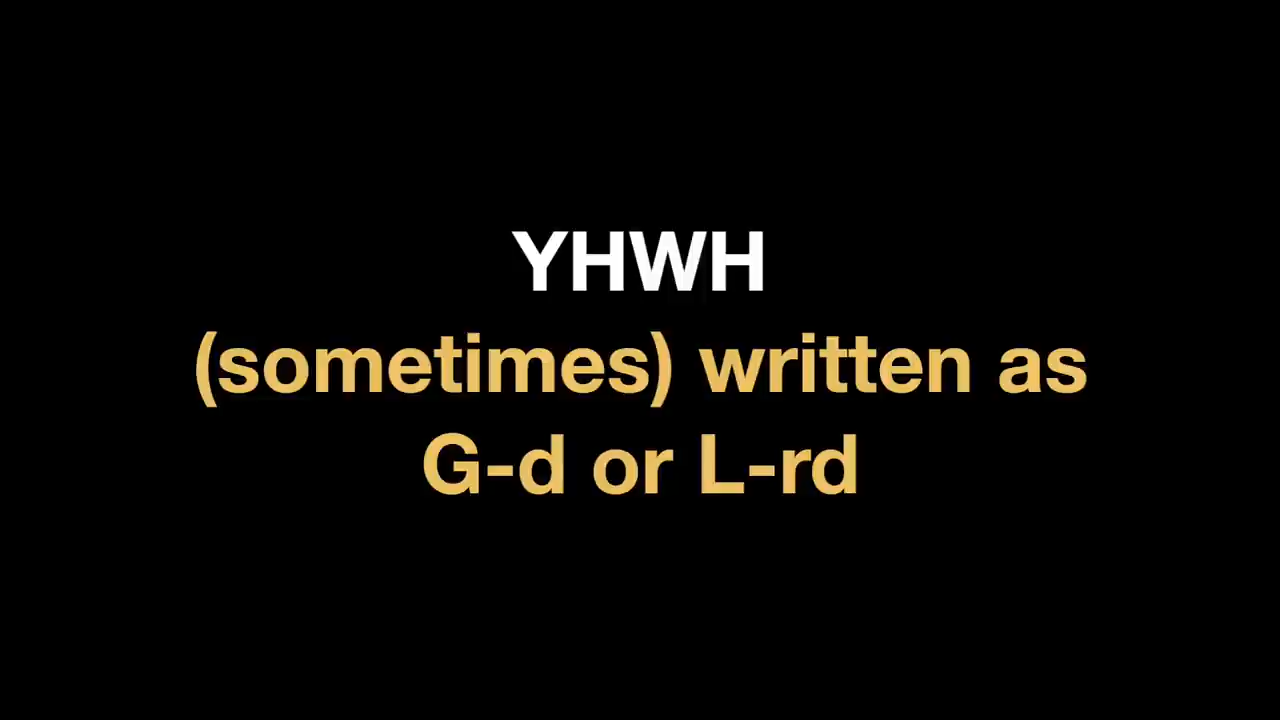 YHWH
(sometimes) written as
G-d or L-rd